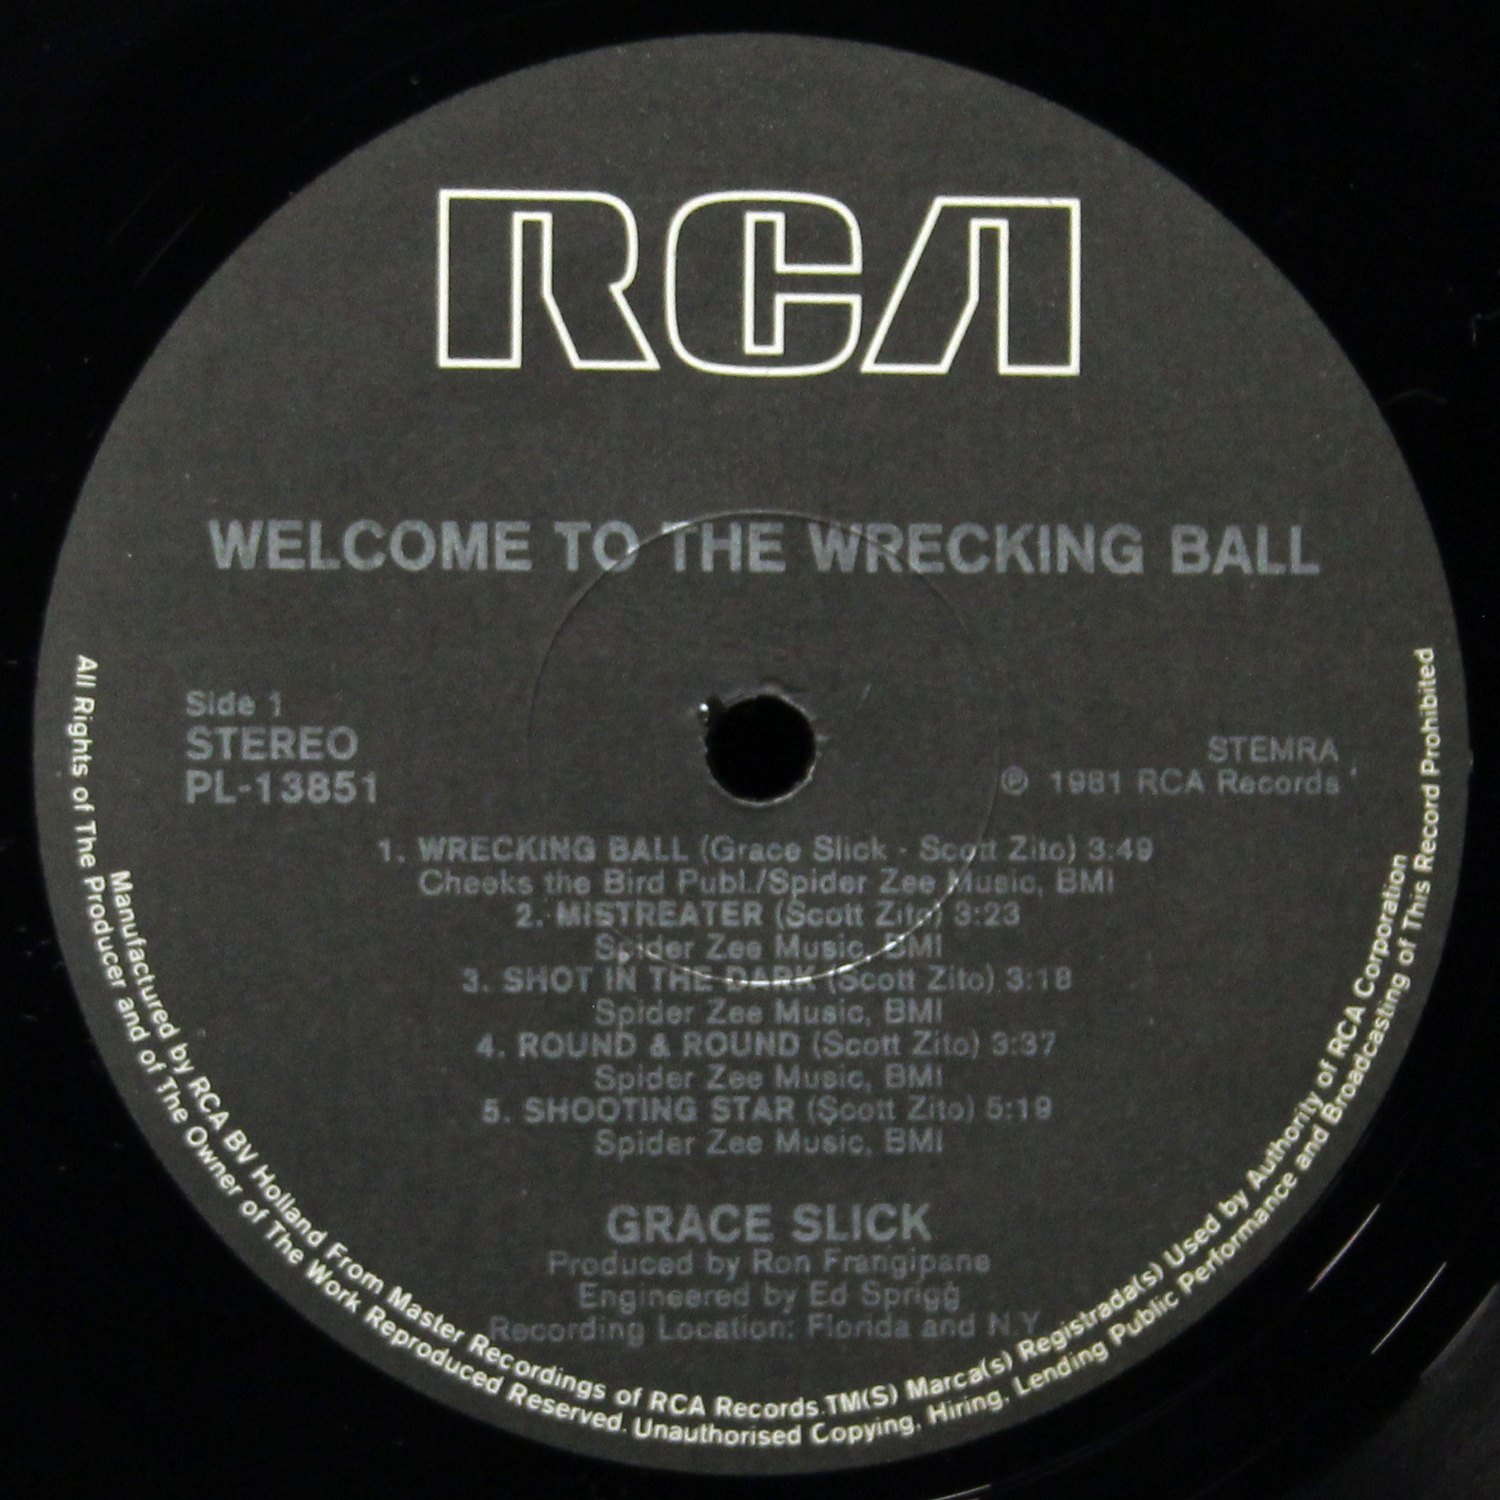 RCA
WELCOME TO THE WRECKING BALL
Side 1
STEREO
PL-13851
STEMRA
℗ 1981 RCA Records
1. WRECKING BALL (Grace Slick - Scott Zito) 3:49
Cheeks the Bird Publ./Spider Zee Music, BMI
2. MISTREATER (Scott Zito) 3:23
Spider Zee Music, BMI
3. SHOT IN THE DARK (Scott Zito) 3:18
Spider Zee Music, BMI
4. ROUND & ROUND (Scott Zito) 3:37
Spider Zee Music, BMI
5. SHOOTING STAR (Scott Zito) 5:19
Spider Zee Music, BMI
GRACE SLICK
Produced by Ron Frangipane
Engineered by Ed Sprigg
Recording Location: Florida and N.Y.
Manufactured by RCA BV Holland From Master Recordings of RCA Records.TM(S) Marca(s) Registrada(s) Used by Authority of RCA Corporation
All Rights of The Producer and of The Owner of The Work Reproduced Reserved. Unauthorised Copying, Hiring, Lending Public Performance and Broadcasting of This Record Prohibited